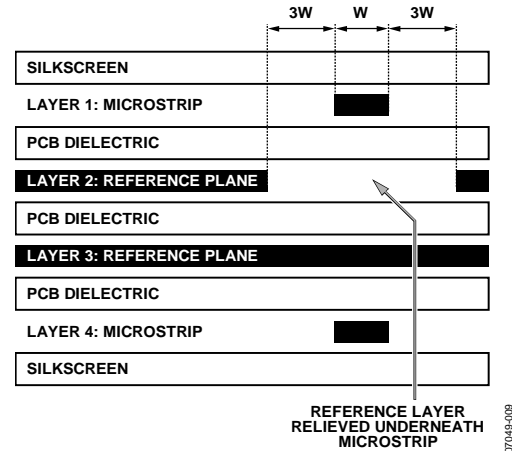 3W W 3W
SILKSCREEN
LAYER 1: MICROSTRIP
PCB DIELECTRIC
LAYER 2: REFERENCE PLANE
PCB DIELECTRIC
LAYER 3: REFERENCE PLANE
PCB DIELECTRIC
LAYER 4: MICROSTRIP
SILKSCREEN
REFERENCE LAYER
RELIEVED UNDERNEATH
MICROSTRIP
07049-009